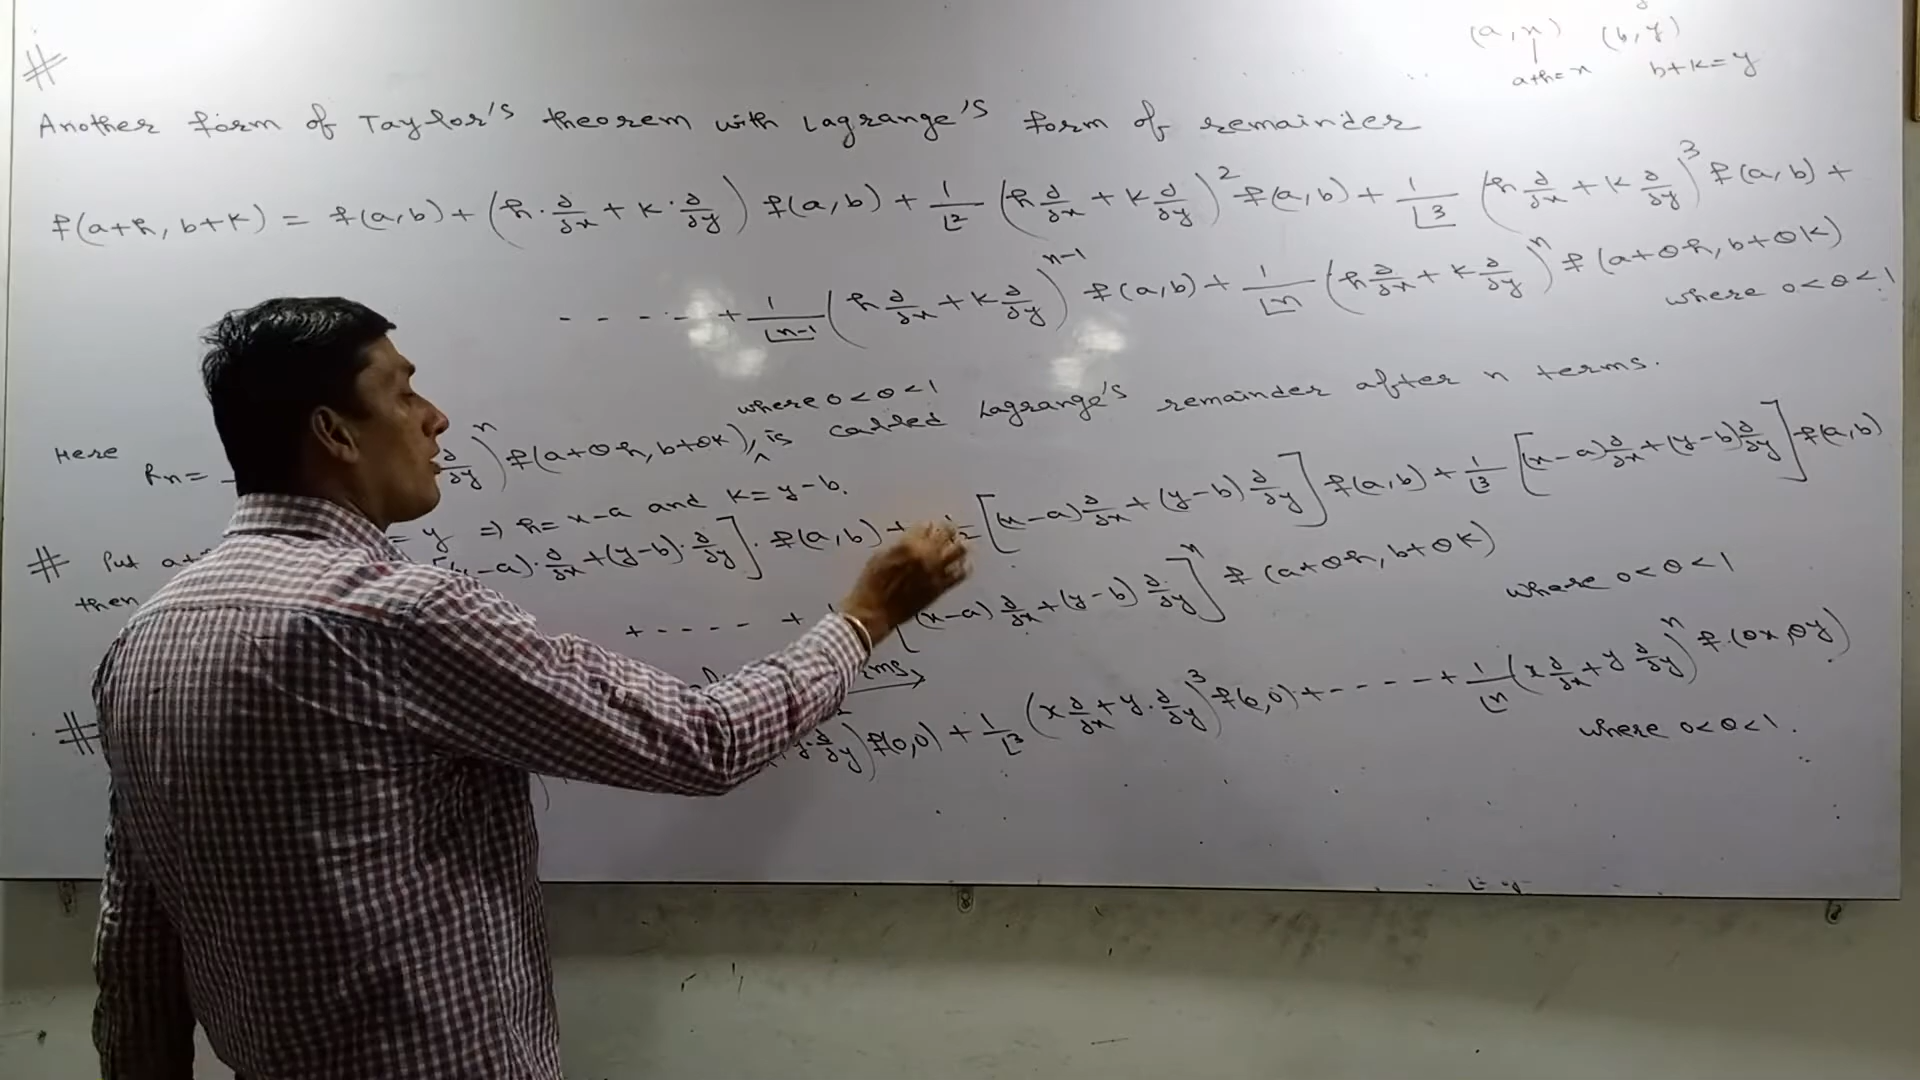 (a, x) (b, y)
a+h=x b+k=y
#
Another form of Taylor's theorem with Lagrange's form of remainder
f(a+h, b+k) = f(a,b) + (h·∂/∂x + k·∂/∂y) f(a,b) + 1/⌊2 (h ∂/∂x + k ∂/∂y)^2 f(a,b) + 1/⌊3 (h ∂/∂x + k ∂/∂y)^3 f(a,b) +
- - - - - + 1/⌊n-1 (h ∂/∂x + k ∂/∂y)^n-1 f(a,b) + 1/⌊n (h ∂/∂x + k ∂/∂y)^n f(a+θh, b+θk)
where 0<θ<1
where 0<θ<1
Here Rn = ∂/∂y)^n f(a+θh, b+θk), ^ is called Lagrange's remainder after n terms.
# Put a+ = y ⇒ h = x-a and k = y-b.
then -a)·∂/∂x + (y-b)·∂/∂y]· f(a,b) + [(x-a) ∂/∂x + (y-b) ∂/∂y] f(a,b) + 1/⌊3 [(x-a) ∂/∂x + (y-b) ∂/∂y] f(a,b)
+ - - - - + (x-a) ∂/∂x + (y-b) ∂/∂y]^n f(a+θh, b+θk)
where 0<θ<1
# y·∂/∂y)^2 f(0,0) + 1/⌊3 (x ∂/∂x + y·∂/∂y)^3 f(0,0) + - - - - + 1/⌊n (x ∂/∂x + y ∂/∂y)^n f(θx, θy)
where 0<θ<1.